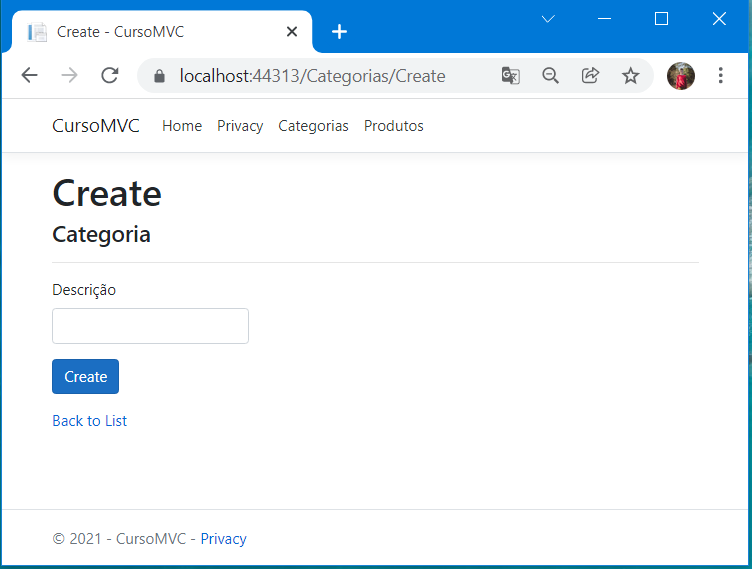 Create - CursoMVC
localhost:44313/Categorias/Create
CursoMVC Home Privacy Categorias Produtos
Create
Categoria
Descrição
Create
Back to List
© 2021 - CursoMVC - Privacy